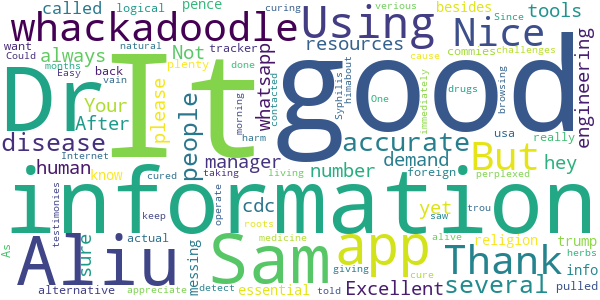 curing
verious
logical
pence
called
besides
tools
whackadoodle
Using
Nice
Since
want
Could
tracker
natural
always
Not
resources
commies
challenges
cause
Easy
months
plenty
back
done
vain
Dr
It
good
please
people
whatsapp
engineering
Your
After
contacted
Syphills
himabout
One
drugs
immediately
browsing
accurate
disease
morning
usa
really
Internet
manager
But
hey
human
harm
number
demand
foreign
cured
taking
living
know
yet
perplexed
information
testimonies
keep
operate
cdc
saw
trou
As
roots
religion
Aliu
Sam
app
Thank
sure
messing
medicine
alive
trump
herbs
essential
giving
cure
info
actual
detect
Excellent
several
alternative
appreciate
told
pulled